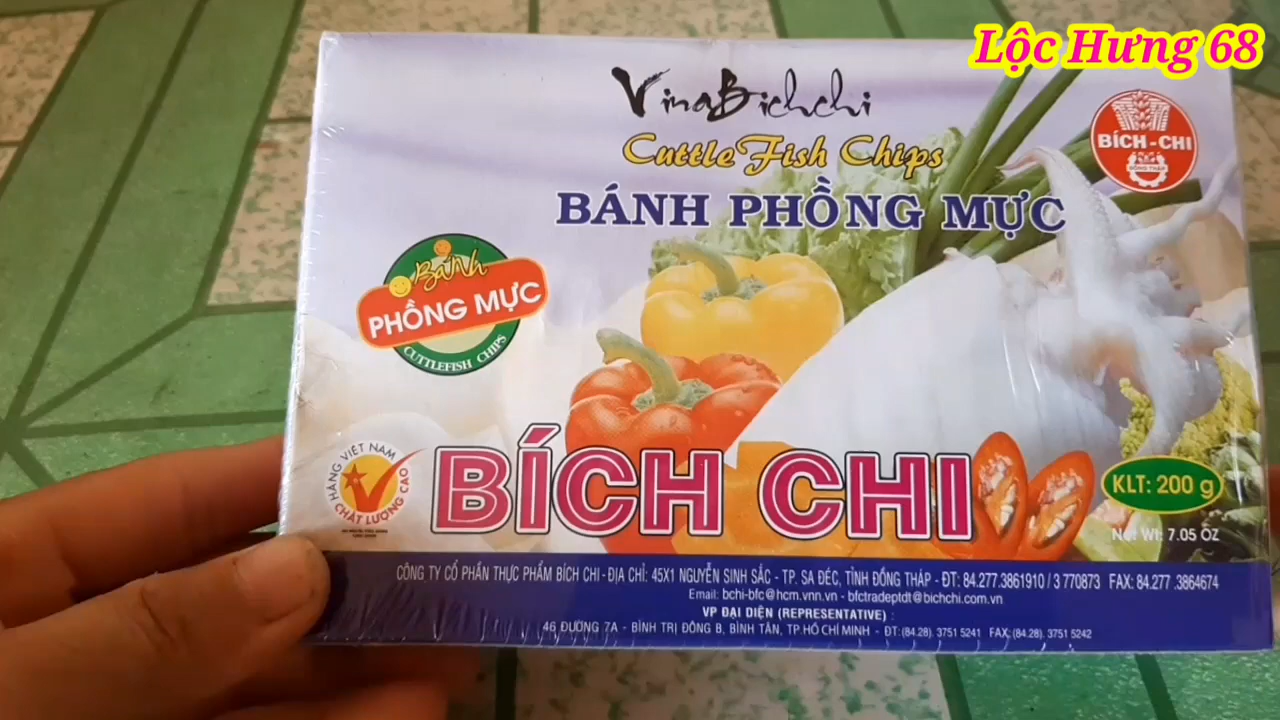 Lộc Hưng 68
VinaBichchi
CuttleFish Chips
BÁNH PHỒNG MỰC
BÍCH-CHI
ĐỒNG THÁP
Bánh
PHỒNG MỰC
CUTTLEFISH CHIPS
HÀNG VIỆT NAM
CHẤT LƯỢNG CAO
BÍCH CHI
KLT: 200 g
Net Wt: 7.05 OZ
CÔNG TY CỔ PHẦN THỰC PHẨM BÍCH CHI - ĐỊA CHỈ: 45X1 NGUYỄN SINH SẮC - TP. SA ĐÉC, TỈNH ĐỒNG THÁP - ĐT: 84.277.3861910 / 3 770873 FAX: 84.277 .3864674
Email: bchi-bfc@hcm.vnn.vn - bfctradeptdt@bichchi.com.vn
VP ĐẠI DIỆN (REPRESENTATIVE) :
46 ĐƯỜNG 7A - BÌNH TRỊ ĐÔNG B, BÌNH TÂN, TP.HỒ CHÍ MINH - ĐT: (84.28). 3751 5241 FAX: (84.28). 3751 5242